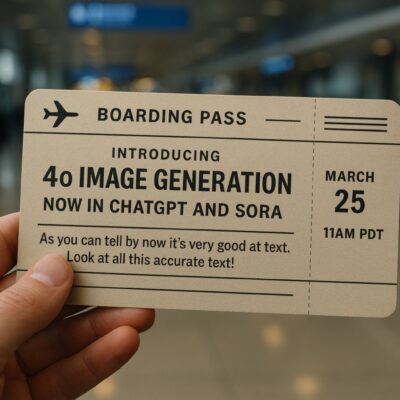 BOARDING PASS
INTRODUCING
4o IMAGE GENERATION
NOW IN CHATGPT AND SORA
As you can tell by now it's very good at text.
Look at all this accurate text!
MARCH
25
11AM PDT